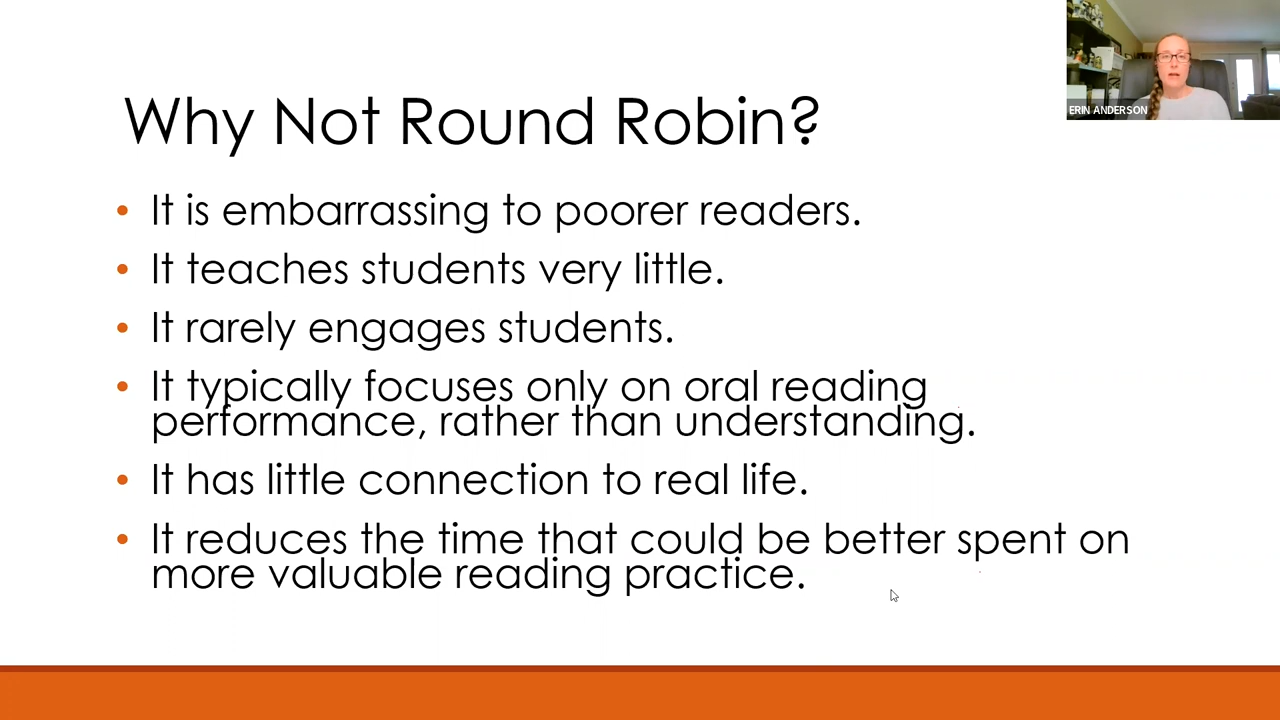 Why Not Round Robin?
ERIN ANDERSON
• It is embarrassing to poorer readers.
• It teaches students very little.
• It rarely engages students.
• It typically focuses only on oral reading
performance, rather than understanding.
• It has little connection to real life.
• It reduces the time that could be better spent on
more valuable reading practice.